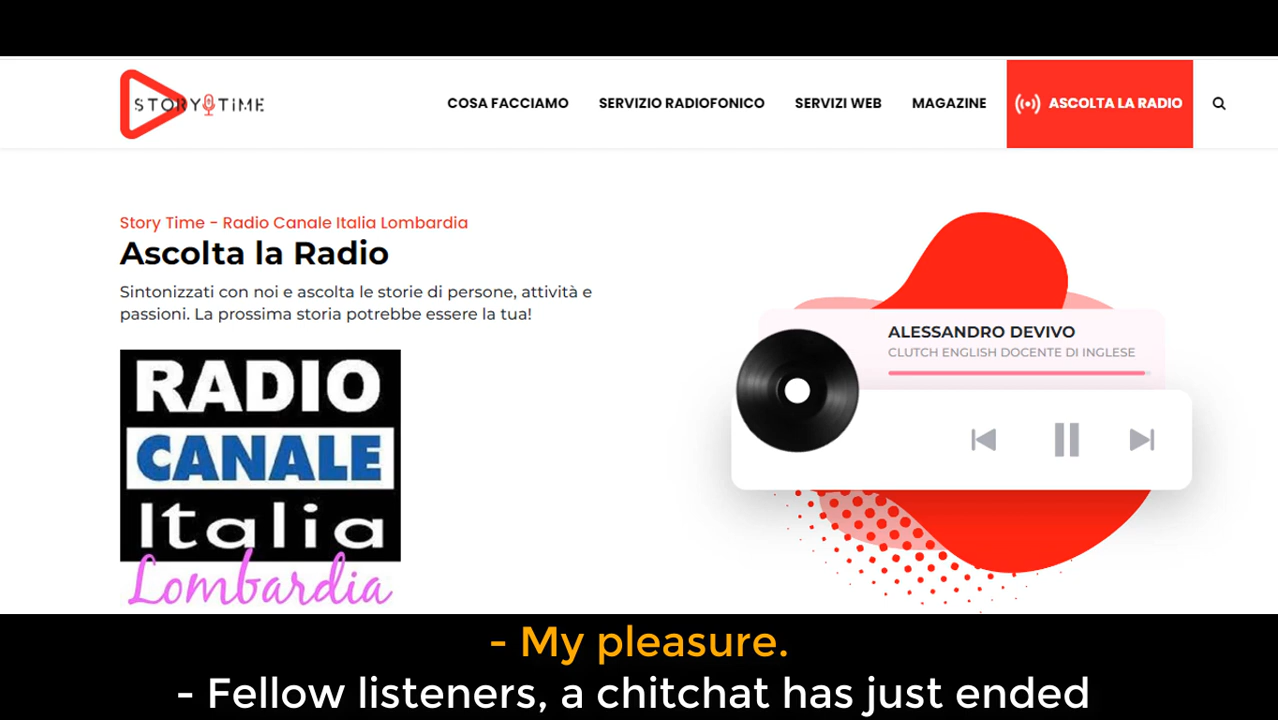 STORY TiME
COSA FACCIAMO
SERVIZIO RADIOFONICO
SERVIZI WEB
MAGAZINE
ASCOLTA LA RADIO
Story Time - Radio Canale Italia Lombardia
Ascolta la Radio
Sintonizzati con noi e ascolta le storie di persone, attività e
passioni. La prossima storia potrebbe essere la tua!
RADIO
CANALE
Italia
Lombardia
ALESSANDRO DEVIVO
CLUTCH ENGLISH DOCENTE DI INGLESE
- My pleasure.
- Fellow listeners, a chitchat has just ended